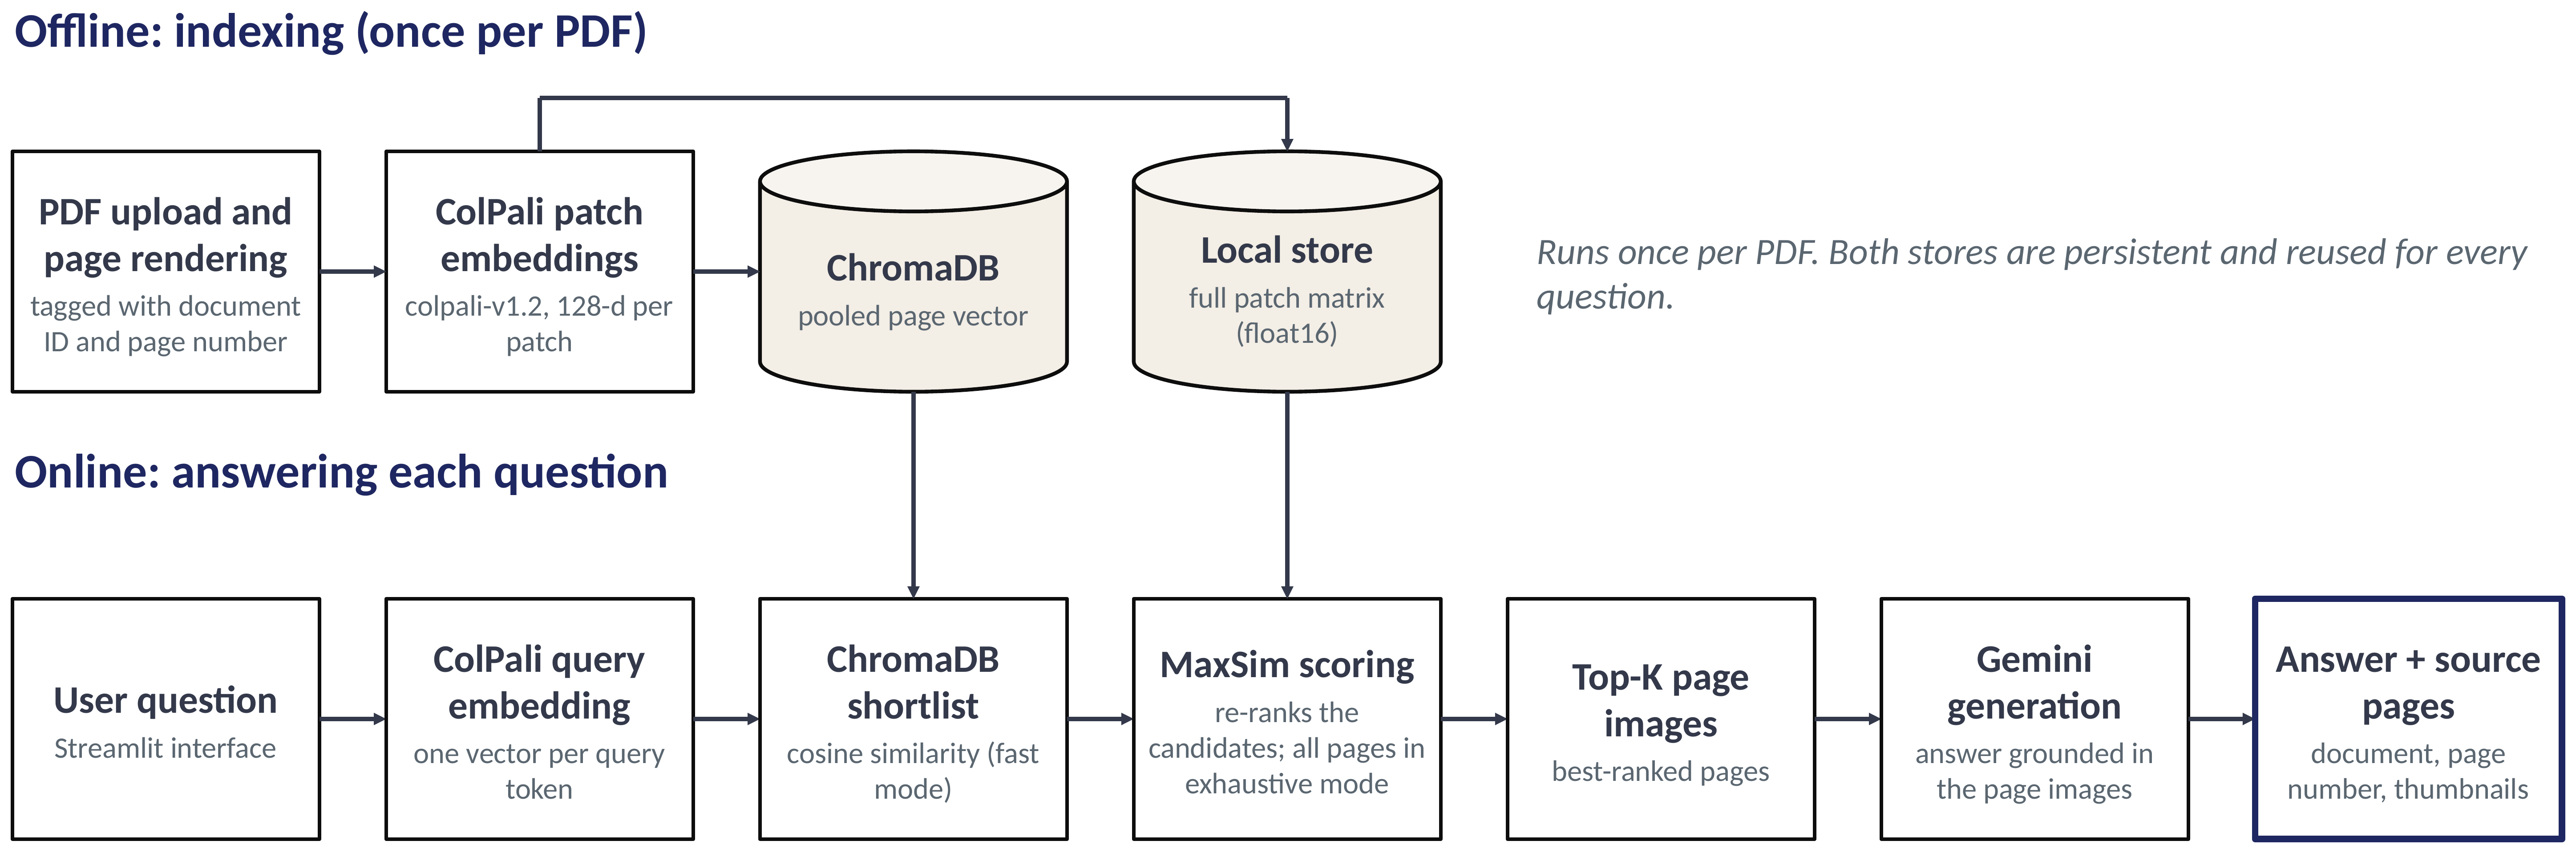 Offline: indexing (once per PDF)
PDF upload and
page rendering
tagged with document
ID and page number
ColPali patch
embeddings
colpali-v1.2, 128-d per
patch
ChromaDB
pooled page vector
Local store
full patch matrix
(float16)
Runs once per PDF. Both stores are persistent and reused for every
question.
Online: answering each question
User question
Streamlit interface
ColPali query
embedding
one vector per query
token
ChromaDB
shortlist
cosine similarity (fast
mode)
MaxSim scoring
re-ranks the
candidates; all pages in
exhaustive mode
Top-K page
images
best-ranked pages
Gemini
generation
answer grounded in
the page images
Answer + source
pages
document, page
number, thumbnails